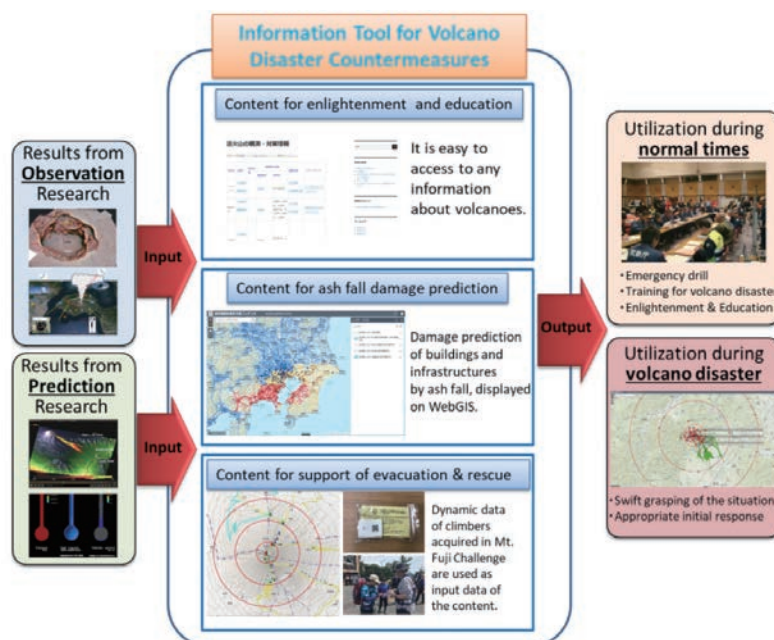 Information Tool for Volcano
Disaster Countermeasures
Results from
Observation
Research
Input
Results from
Prediction
Research
Input
Content for enlightenment and education
It is easy to
access to any
information
about volcanoes.
Content for ash fall damage prediction
Damage prediction
of buildings and
infrastructures
by ash fall, displayed
on WebGIS.
Content for support of evacuation & rescue
Dynamic data
of climbers
acquired in Mt.
Fuji Challenge
are used as
input data of
the content.
Output
Utilization during
normal times
• Emergency drill
• Training for volcano disaster
• Enlightenment & Education
Utilization during
volcano disaster
• Swift grasping of the situation
• Appropriate initial response